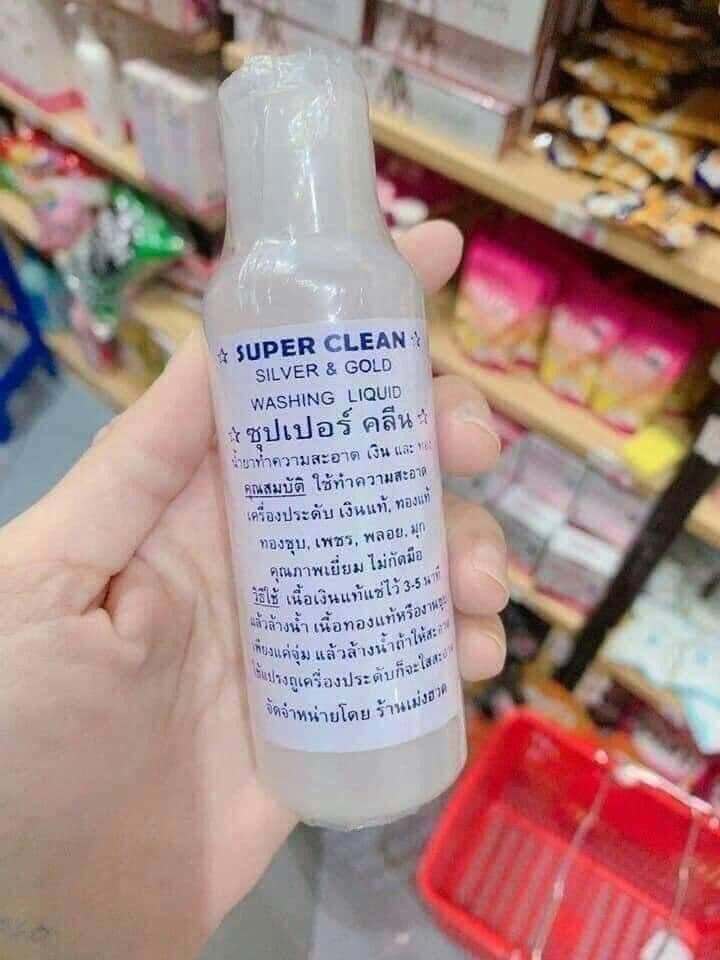 ☆ SUPER CLEAN ☆
SILVER & GOLD
WASHING LIQUID
☆ ซุปเปอร์ คลีน ☆
น้ำยาทำความสะอาด เงิน และ ทอง
คุณสมบัติ ใช้ทำความสะอาด
เครื่องประดับ เงินแท้, ทองแท้
ทองชุบ, เพชร, พลอย, มุก
คุณภาพเยี่ยม ไม่กัดมือ
วิธีใช้ เนื้อเงินแท้แช่ไว้ 3-5 นาที
แล้วล้างน้ำ เนื้อทองแท้หรืองานชุบ
เพียงแค่จุ่ม แล้วล้างน้ำถ้าให้สะอาด
ใช้แปรงถูเครื่องประดับก็จะใสสะอาด
จัดจำหน่ายโดย ร้านเม่งฮวด